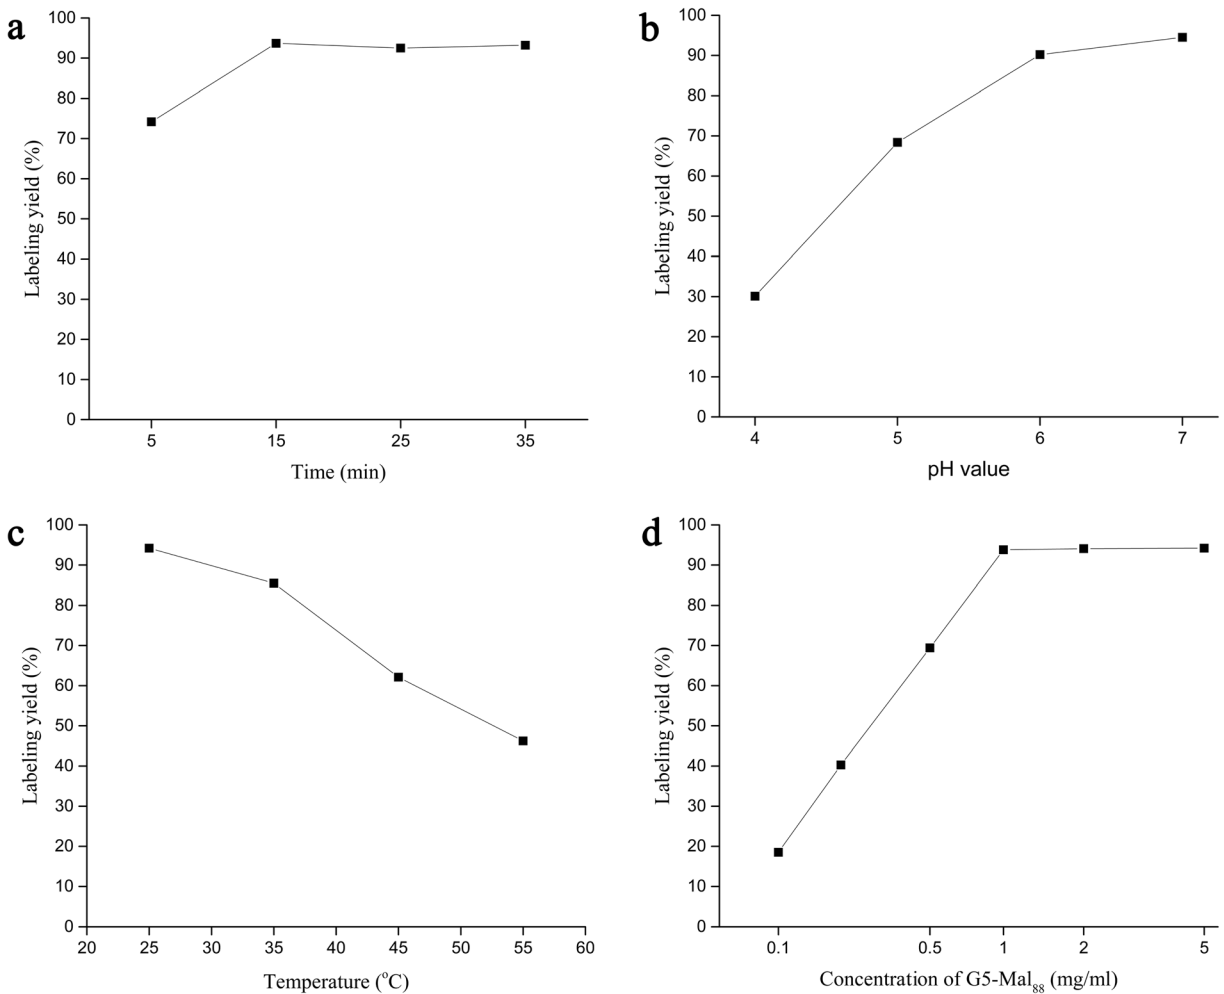 a
100
90
80
70
60
50
40
30
20
10
0
Labeling yield (%)
5 15 25 35
Time (min)
b
100
90
80
70
60
50
40
30
20
10
0
Labeling yield (%)
4 5 6 7
pH value
c
100
90
80
70
60
50
40
30
20
10
0
Labeling yield (%)
20 25 30 35 40 45 50 55 60
Temperature (°C)
d
100
90
80
70
60
50
40
30
20
10
0
Labeling yield (%)
0.1 0.5 1 2 5
Concentration of G5-Mal₈₈ (mg/ml)